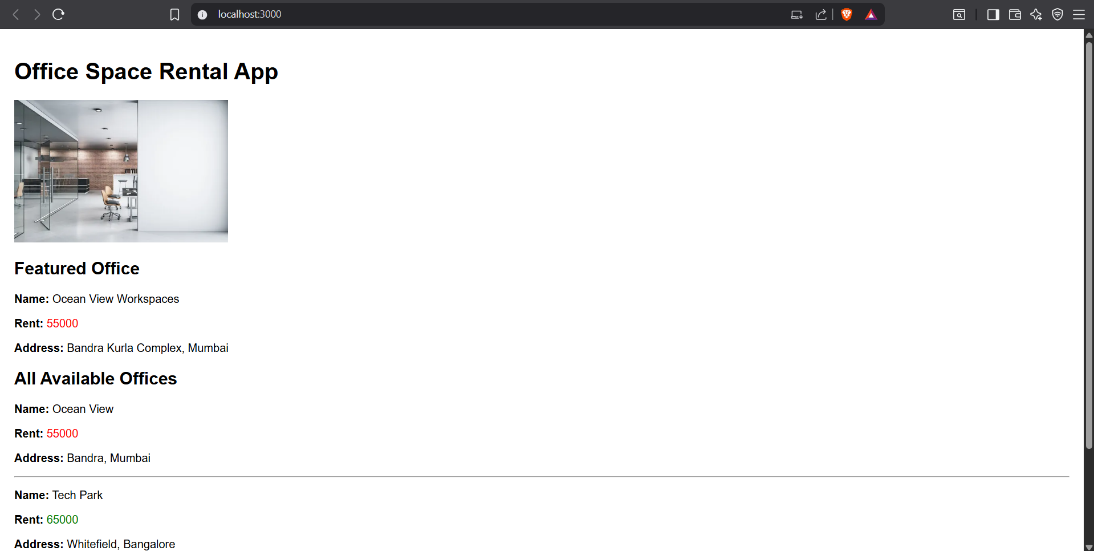 localhost:3000
Office Space Rental App
Featured Office
Name: Ocean View Workspaces
Rent: 55000
Address: Bandra Kurla Complex, Mumbai
All Available Offices
Name: Ocean View
Rent: 55000
Address: Bandra, Mumbai
Name: Tech Park
Rent: 65000
Address: Whitefield, Bangalore